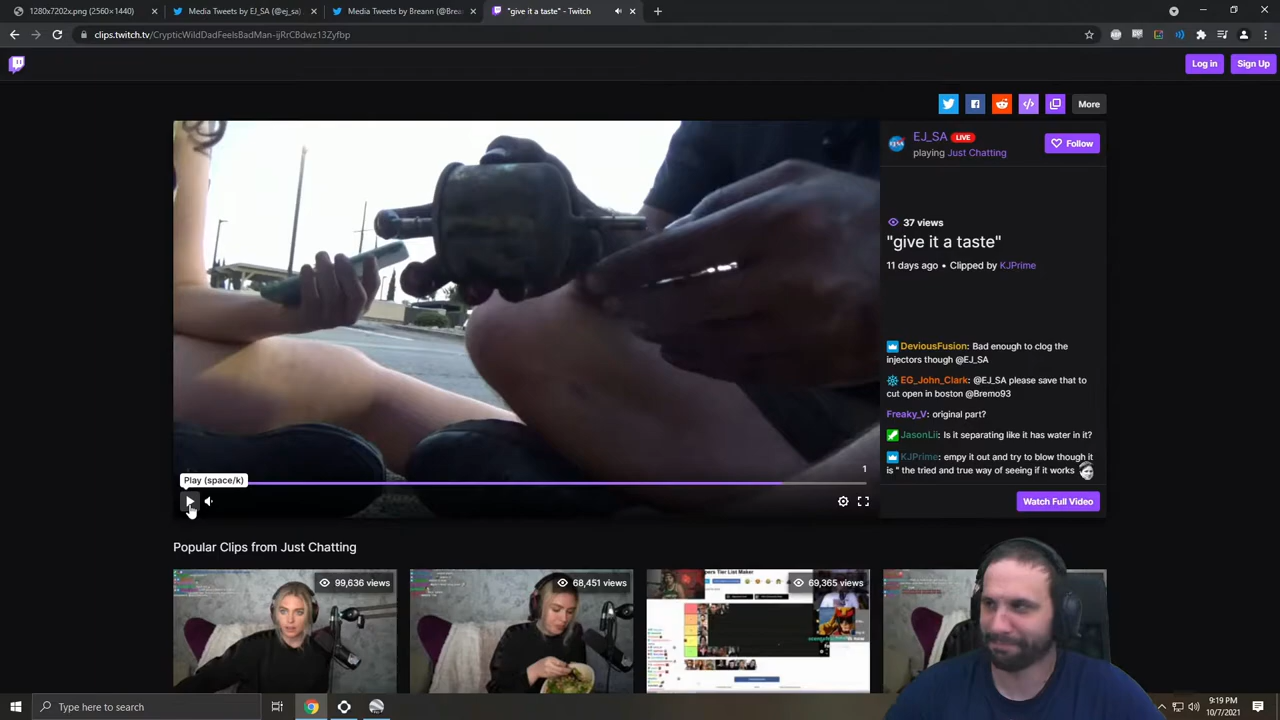 1280x7202x.png (2560×1440)
Media Tweets by EJ_SA (@ej_sa)
Media Tweets by Breann (@Breann
"give it a taste" - Twitch
clips.twitch.tv/CrypticWildDadFeelsBadMan-ijRrCBdwz13Zyfbp
Log in
Sign Up
More
EJ_SA LIVE
Follow
playing Just Chatting
37 views
"give it a taste"
11 days ago • Clipped by KJPrime
DeviousFusion: Bad enough to clog the
injectors though @EJ_SA
EG_John_Clark: @EJ_SA please save that to
cut open in boston @Bremo93
Freaky_V: original part?
JasonLii: Is it separating like it has water in it?
KJPrime: empy it out and try to blow though it
is " the tried and true way of seeing if it works
1
Play (space/k)
Watch Full Video
Popular Clips from Just Chatting
99,636 views
68,451 views
69,365 views
Tier List Maker
Type here to search
9:19 PM
10/7/2021